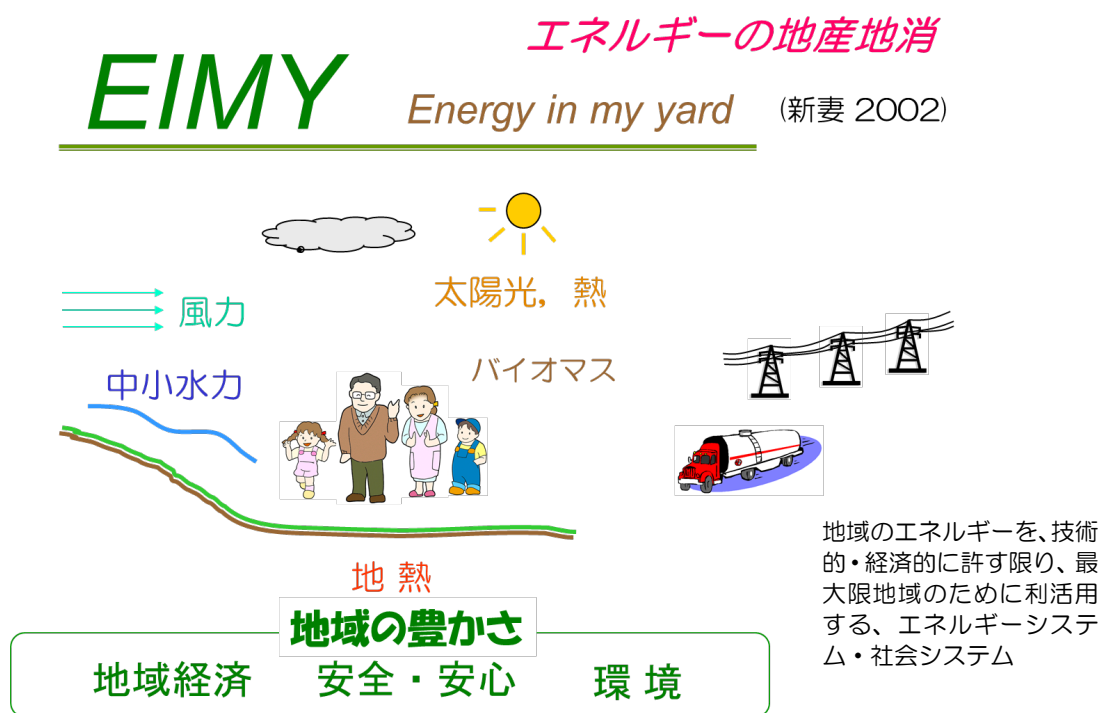 エネルギーの地産地消
EIMY
Energy in my yard
(新妻 2002)
太陽光，熱
風力
バイオマス
中小水力
地域のエネルギーを、技術
的・経済的に許す限り、最
大限地域のために利活用
する、エネルギーシステ
ム・社会システム
地 熱
地域の豊かさ
地域経済
安全・安心
環 境